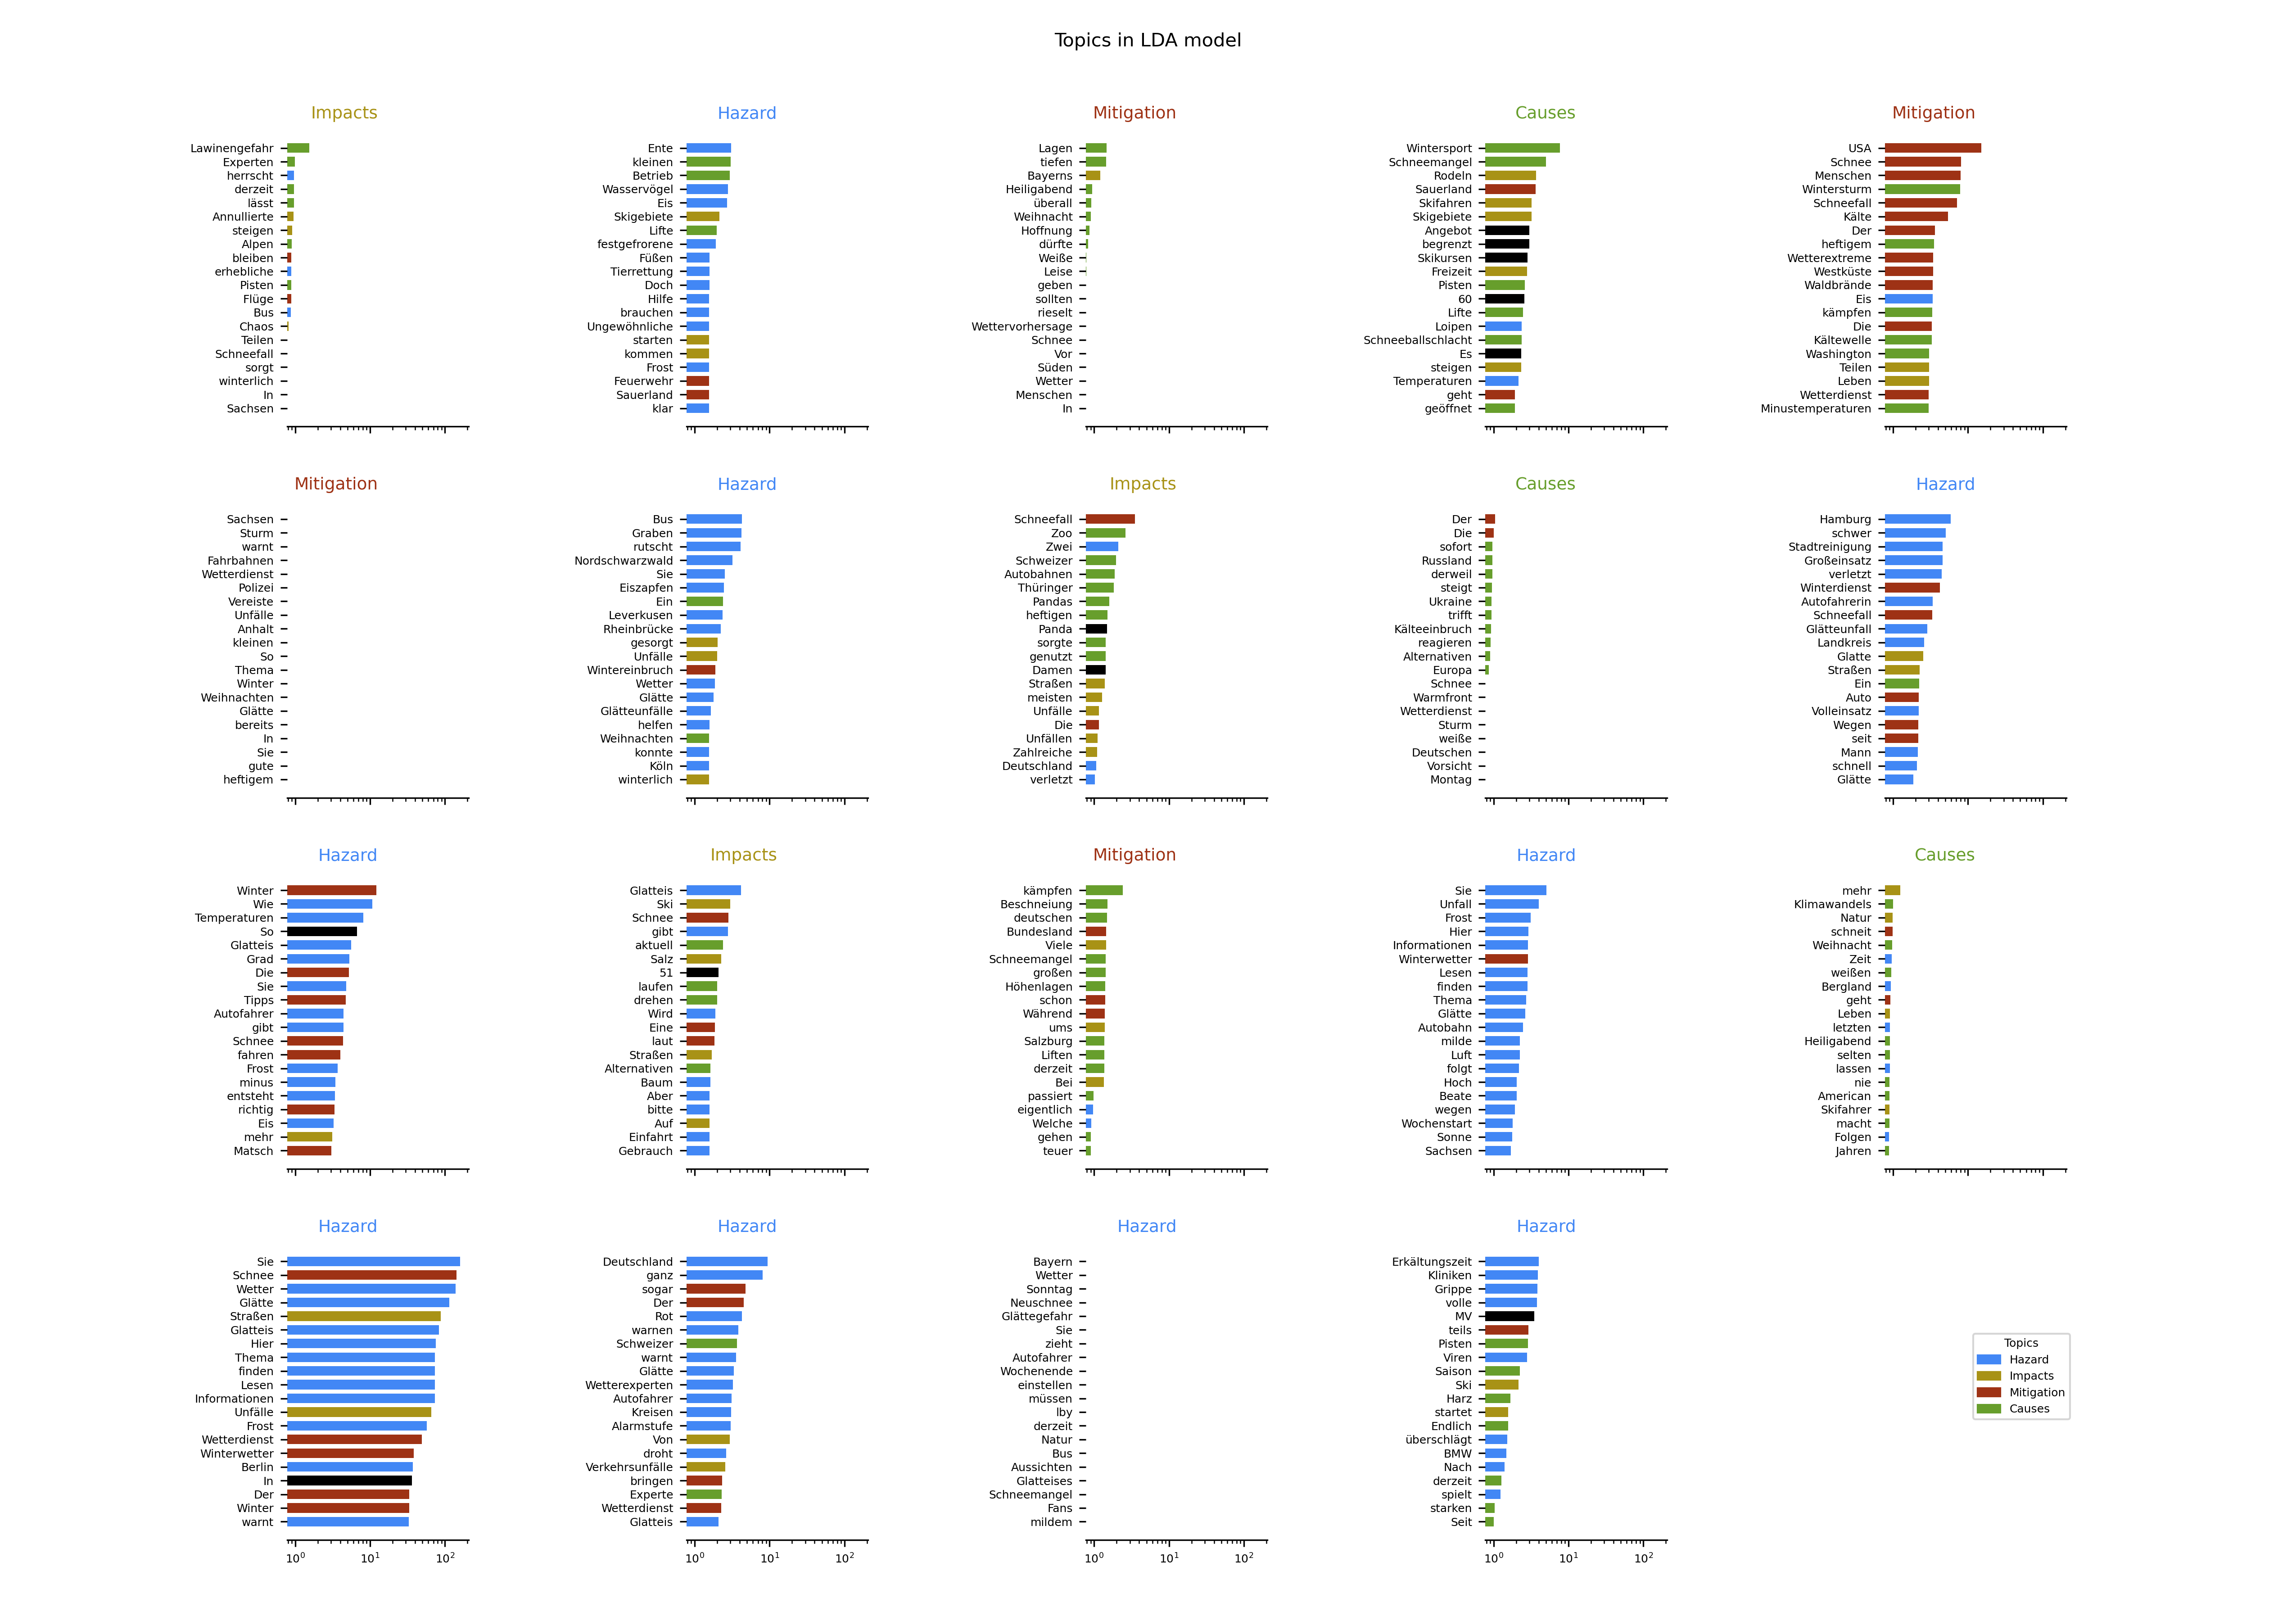 Topics in LDA model
Impacts
Lawinengefahr
Experten
herrscht
derzeit
lässt
Annullierte
steigen
Alpen
bleiben
erhebliche
Pisten
Flüge
Bus
Chaos
Teilen
Schneefall
sorgt
winterlich
In
Sachsen
Hazard
Ente
kleinen
Betrieb
Wasservögel
Eis
Skigebiete
Lifte
festgefrorene
Füßen
Tierrettung
Doch
Hilfe
brauchen
Ungewöhnliche
starten
kommen
Frost
Feuerwehr
Sauerland
klar
Mitigation
Lagen
tiefen
Bayerns
Heiligabend
überall
Weihnacht
Hoffnung
dürfte
Weiße
Leise
geben
sollten
rieselt
Wettervorhersage
Schnee
Vor
Süden
Wetter
Menschen
In
Causes
Wintersport
Schneemangel
Rodeln
Sauerland
Skifahren
Skigebiete
Angebot
begrenzt
Skikursen
Freizeit
Pisten
60
Lifte
Loipen
Schneeballschlacht
Es
steigen
Temperaturen
geht
geöffnet
Mitigation
USA
Schnee
Menschen
Wintersturm
Schneefall
Kälte
Der
heftigem
Wetterextreme
Westküste
Waldbrände
Eis
kämpfen
Die
Kältewelle
Washington
Teilen
Leben
Wetterdienst
Minustemperaturen
Mitigation
Sachsen
Sturm
warnt
Fahrbahnen
Wetterdienst
Polizei
Vereiste
Unfälle
Anhalt
kleinen
So
Thema
Winter
Weihnachten
Glätte
bereits
In
Sie
gute
heftigem
Hazard
Bus
Graben
rutscht
Nordschwarzwald
Sie
Eiszapfen
Ein
Leverkusen
Rheinbrücke
gesorgt
Unfälle
Wintereinbruch
Wetter
Glätte
Glätteunfälle
helfen
Weihnachten
konnte
Köln
winterlich
Impacts
Schneefall
Zoo
Zwei
Schweizer
Autobahnen
Thüringer
Pandas
heftigen
Panda
sorgte
genutzt
Damen
Straßen
meisten
Unfälle
Die
Unfällen
Zahlreiche
Deutschland
verletzt
Causes
Der
Die
sofort
Russland
derweil
steigt
Ukraine
trifft
Kälteeinbruch
reagieren
Alternativen
Europa
Schnee
Warmfront
Wetterdienst
Sturm
weiße
Deutschen
Vorsicht
Montag
Hazard
Hamburg
schwer
Stadtreinigung
Großeinsatz
verletzt
Winterdienst
Autofahrerin
Schneefall
Glätteunfall
Landkreis
Glatte
Straßen
Ein
Auto
Volleinsatz
Wegen
seit
Mann
schnell
Glätte
Hazard
Winter
Wie
Temperaturen
So
Glatteis
Grad
Die
Sie
Tipps
Autofahrer
gibt
Schnee
fahren
Frost
minus
entsteht
richtig
Eis
mehr
Matsch
Impacts
Glatteis
Ski
Schnee
gibt
aktuell
Salz
51
laufen
drehen
Wird
Eine
laut
Straßen
Alternativen
Baum
Aber
bitte
Auf
Einfahrt
Gebrauch
Mitigation
kämpfen
Beschneiung
deutschen
Bundesland
Viele
Schneemangel
großen
Höhenlagen
schon
Während
ums
Salzburg
Liften
derzeit
Bei
passiert
eigentlich
Welche
gehen
teuer
Hazard
Sie
Unfall
Frost
Hier
Informationen
Winterwetter
Lesen
finden
Thema
Glätte
Autobahn
milde
Luft
folgt
Hoch
Beate
wegen
Wochenstart
Sonne
Sachsen
Causes
mehr
Klimawandels
Natur
schneit
Weihnacht
Zeit
weißen
Bergland
geht
Leben
letzten
Heiligabend
selten
lassen
nie
American
Skifahrer
macht
Folgen
Jahren
Hazard
Sie
Schnee
Wetter
Glätte
Straßen
Glatteis
Hier
Thema
finden
Lesen
Informationen
Unfälle
Frost
Wetterdienst
Winterwetter
Berlin
In
Der
Winter
warnt
10⁰ 10¹ 10²
Hazard
Deutschland
ganz
sogar
Der
Rot
warnen
Schweizer
warnt
Glätte
Wetterexperten
Autofahrer
Kreisen
Alarmstufe
Von
droht
Verkehrsunfälle
bringen
Experte
Wetterdienst
Glatteis
10⁰ 10¹ 10²
Hazard
Bayern
Wetter
Sonntag
Neuschnee
Glättegefahr
Sie
zieht
Autofahrer
Wochenende
einstellen
müssen
lby
derzeit
Natur
Bus
Aussichten
Glatteises
Schneemangel
Fans
mildem
10⁰ 10¹ 10²
Hazard
Erkältungszeit
Kliniken
Grippe
volle
MV
teils
Pisten
Viren
Saison
Ski
Harz
startet
Endlich
überschlägt
BMW
Nach
derzeit
spielt
starken
Seit
10⁰ 10¹ 10²
Topics
Hazard
Impacts
Mitigation
Causes